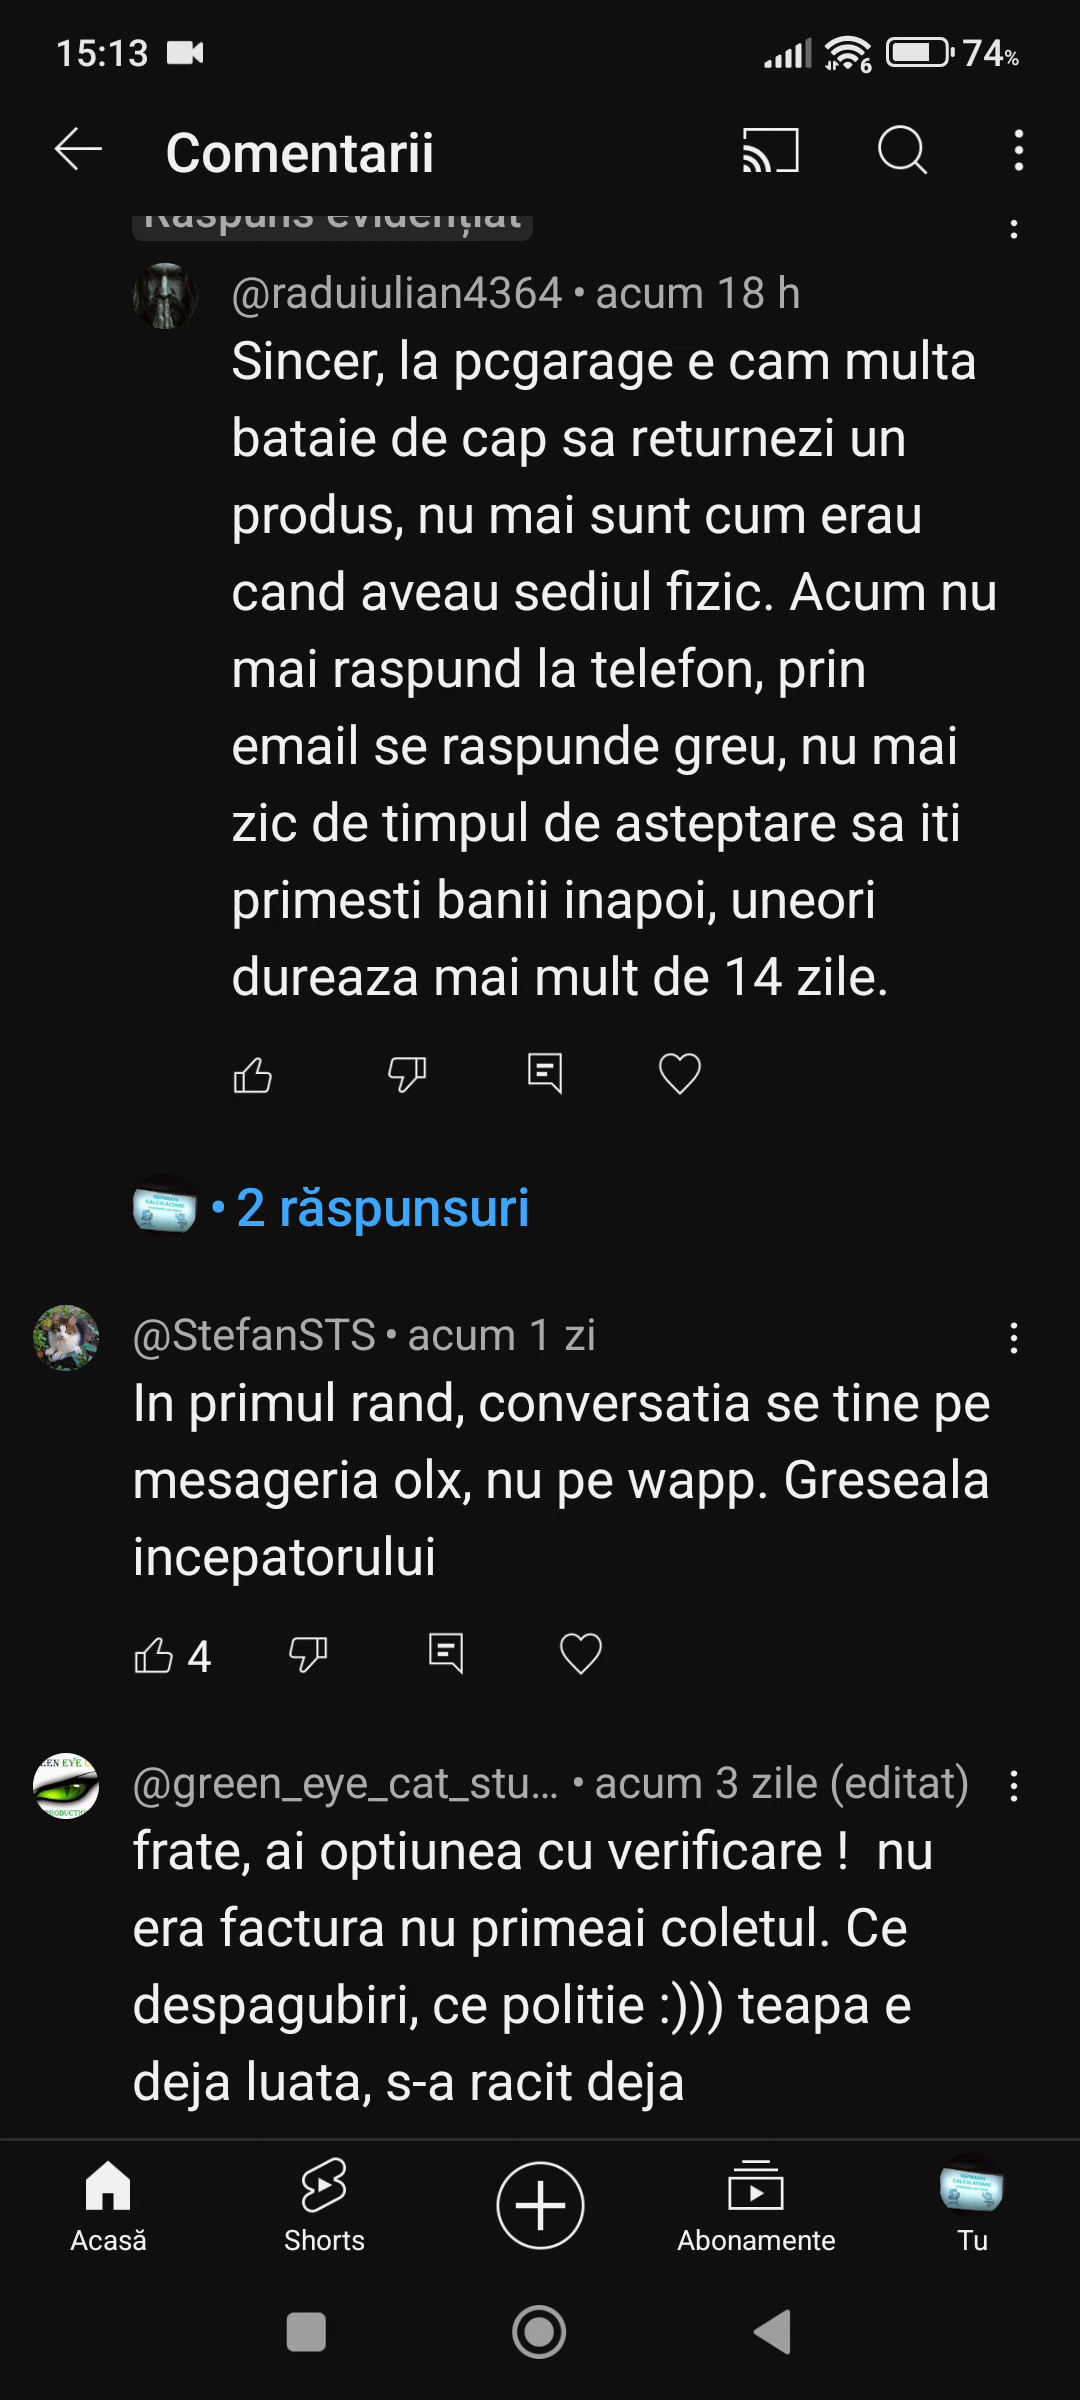 15:13
6
74%
Comentarii
Răspuns evidențiat
@raduiulian4364 • acum 18 h
Sincer, la pcgarage e cam multa
bataie de cap sa returnezi un
produs, nu mai sunt cum erau
cand aveau sediul fizic. Acum nu
mai raspund la telefon, prin
email se raspunde greu, nu mai
zic de timpul de asteptare sa iti
primesti banii inapoi, uneori
dureaza mai mult de 14 zile.
• 2 răspunsuri
@StefanSTS • acum 1 zi
In primul rand, conversatia se tine pe
mesageria olx, nu pe wapp. Greseala
incepatorului
4
@green_eye_cat_stu... • acum 3 zile (editat)
frate, ai optiunea cu verificare !  nu
era factura nu primeai coletul. Ce
despagubiri, ce politie :))) teapa e
deja luata, s-a racit deja
Acasă
Shorts
Abonamente
Tu